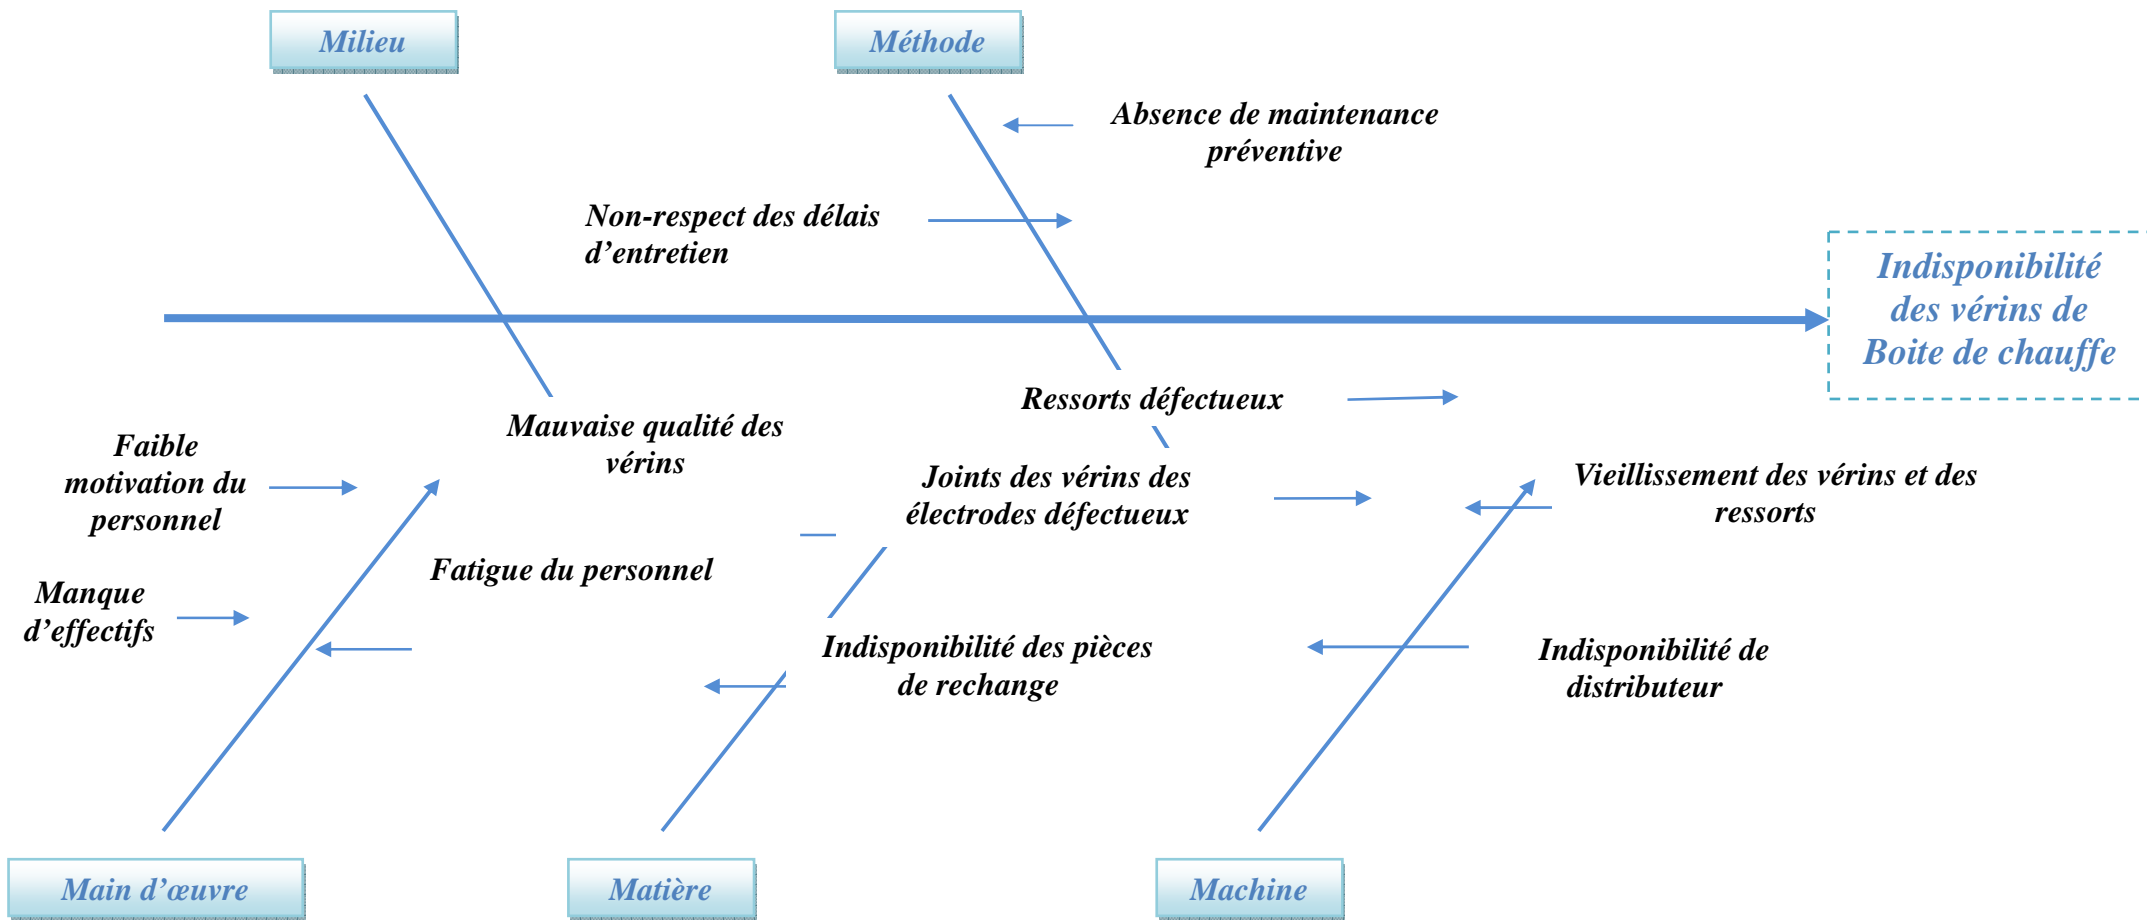 Milieu
Méthode
Absence de maintenance
préventive
Non-respect des délais
d’entretien
Indisponibilité
des vérins de
Boite de chauffe
Ressorts défectueux
Mauvaise qualité des
vérins
Faible
motivation du
personnel
Joints des vérins des
électrodes défectueux
Vieillissement des vérins et des
ressorts
Fatigue du personnel
Manque
d’effectifs
Indisponibilité des pièces
de rechange
Indisponibilité de
distributeur
Main d’œuvre
Matière
Machine